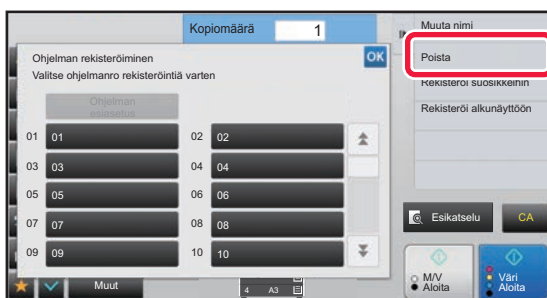 Kopiomäärä 1
Muuta nimi
OK
Ohjelman rekisteröiminen
Valitse ohjelmanro rekisteröintiä varten
Poista
Rekisteröi suosikkeihin
Rekisteröi alkunäyttöön
Ohjelman
esiasetus
01 01 02 02
03 03 04 04
05 05 06 06
07 07 08 08
09 09 10 10
Esikatselu CA
M/V
Aloita
Väri
Aloita
Muut
4 A3